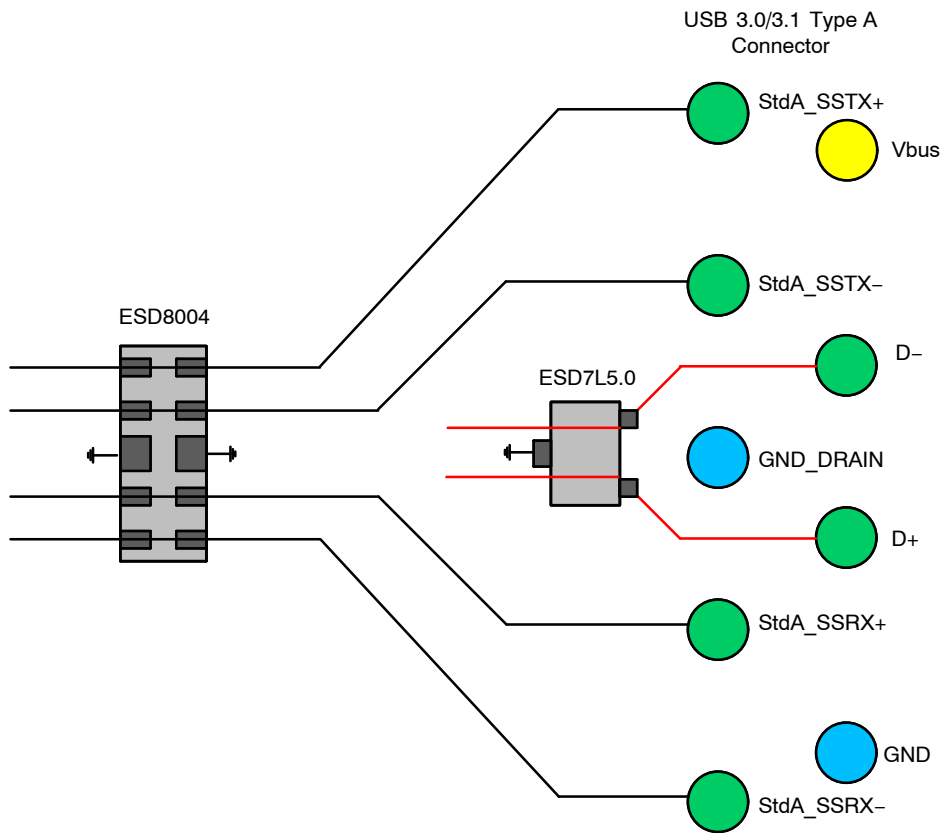 USB 3.0/3.1 Type A
Connector
StdA_SSTX+
Vbus
StdA_SSTX−
ESD8004
D−
ESD7L5.0
GND_DRAIN
D+
StdA_SSRX+
GND
StdA_SSRX−